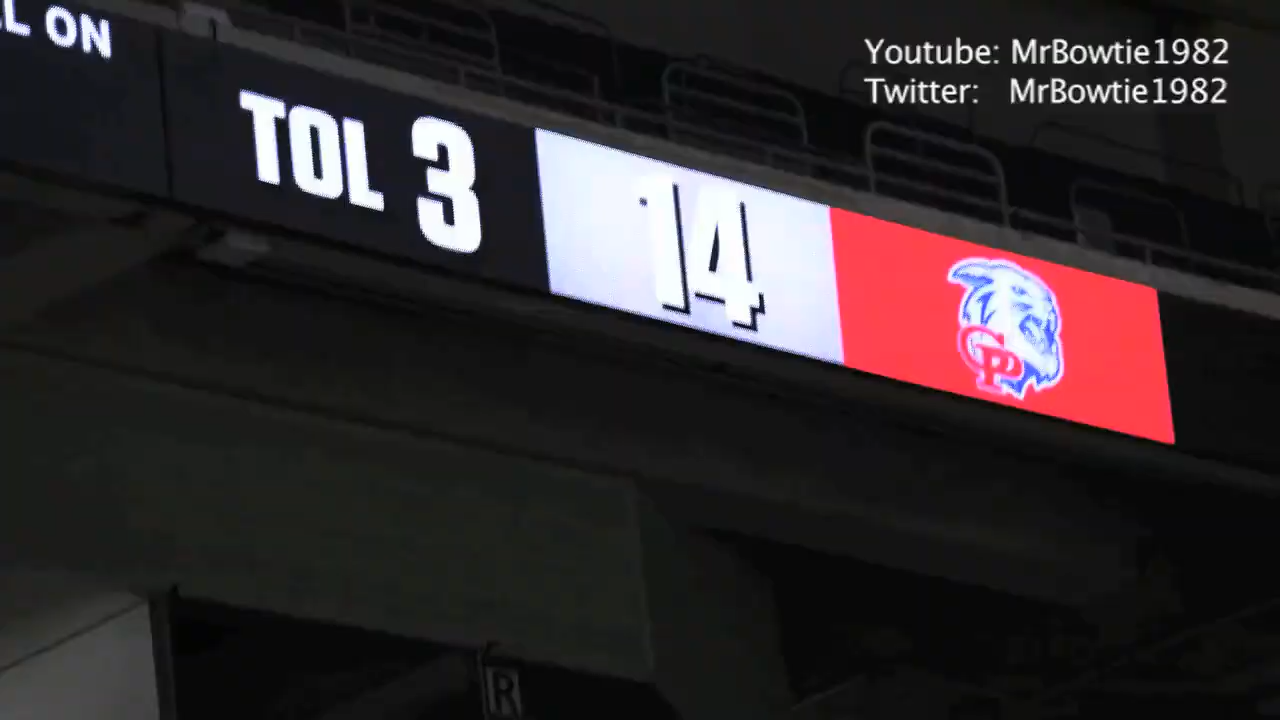 Youtube: MrBowtie1982
Twitter: MrBowtie1982
L ON
TOL 3
14
CP
R